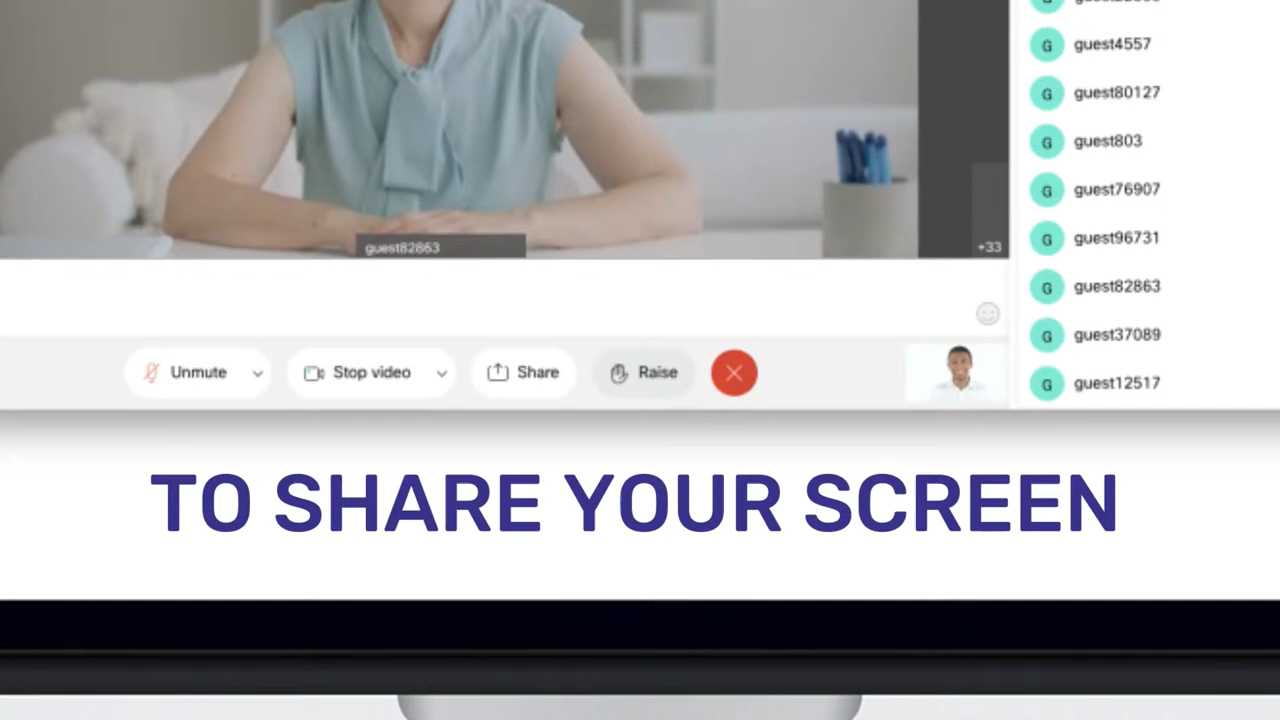 guest4557
guest80127
guest803
guest76907
guest96731
guest82863
guest37089
guest12517
guest82863
+33
Unmute
Stop video
Share
Raise
TO SHARE YOUR SCREEN